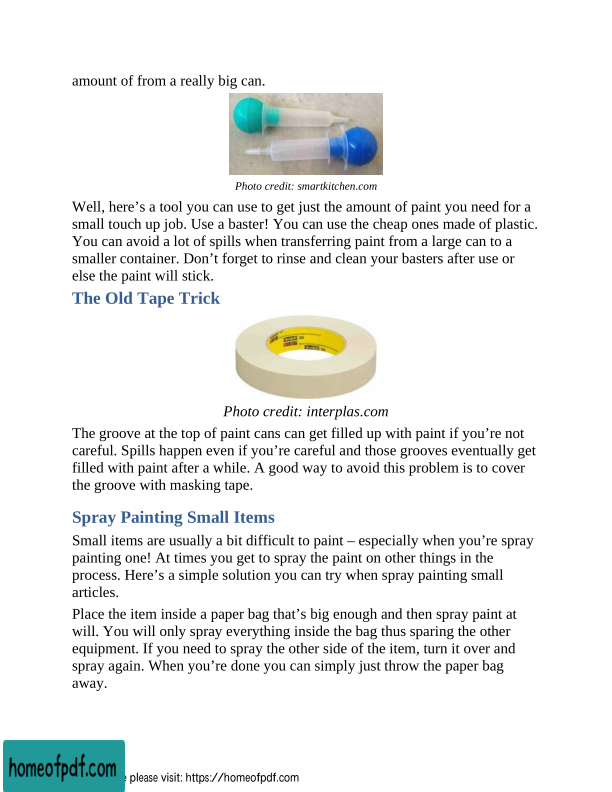 amount of from a really big can.
Photo credit: smartkitchen.com
Well, here’s a tool you can use to get just the amount of paint you need for a
small touch up job. Use a baster! You can use the cheap ones made of plastic.
You can avoid a lot of spills when transferring paint from a large can to a
smaller container. Don’t forget to rinse and clean your basters after use or
else the paint will stick.
The Old Tape Trick
Scotch
Photo credit: interplas.com
The groove at the top of paint cans can get filled up with paint if you’re not
careful. Spills happen even if you’re careful and those grooves eventually get
filled with paint after a while. A good way to avoid this problem is to cover
the groove with masking tape.
Spray Painting Small Items
Small items are usually a bit difficult to paint – especially when you’re spray
painting one! At times you get to spray the paint on other things in the
process. Here’s a simple solution you can try when spray painting small
articles.
Place the item inside a paper bag that’s big enough and then spray paint at
will. You will only spray everything inside the bag thus sparing the other
equipment. If you need to spray the other side of the item, turn it over and
spray again. When you’re done you can simply just throw the paper bag
away.
homeofpdf.com
e please visit: https://homeofpdf.com